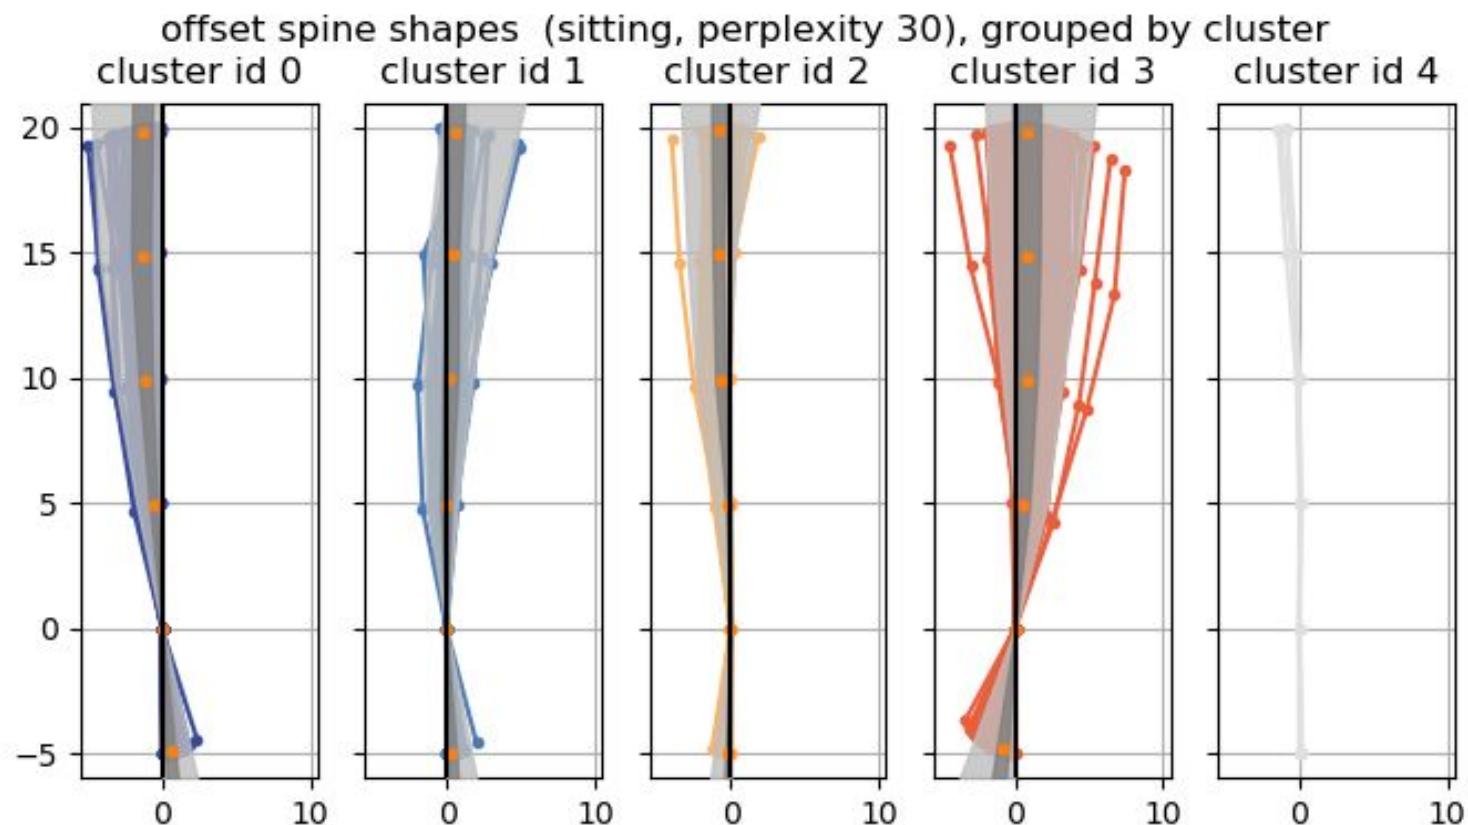 offset spine shapes (sitting, perplexity 30), grouped by cluster
cluster id 0 cluster id 1 cluster id 2 cluster id 3 cluster id 4
20
15
10
5
0
−5
0 0 10 0 10 0 10 0 10